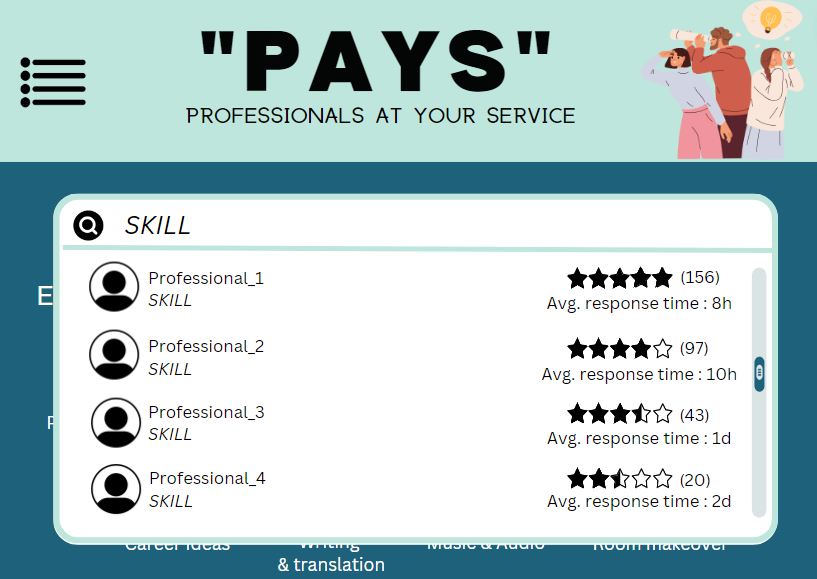 "PAYS"
PROFESSIONALS AT YOUR SERVICE
SKILL
Professional_1
SKILL
(156)
Avg. response time : 8h
Professional_2
SKILL
(97)
Avg. response time : 10h
Professional_3
SKILL
(43)
Avg. response time : 1d
Professional_4
SKILL
(20)
Avg. response time : 2d
Career Ideas
Writing
& translation
Music & Audio
Room makeover